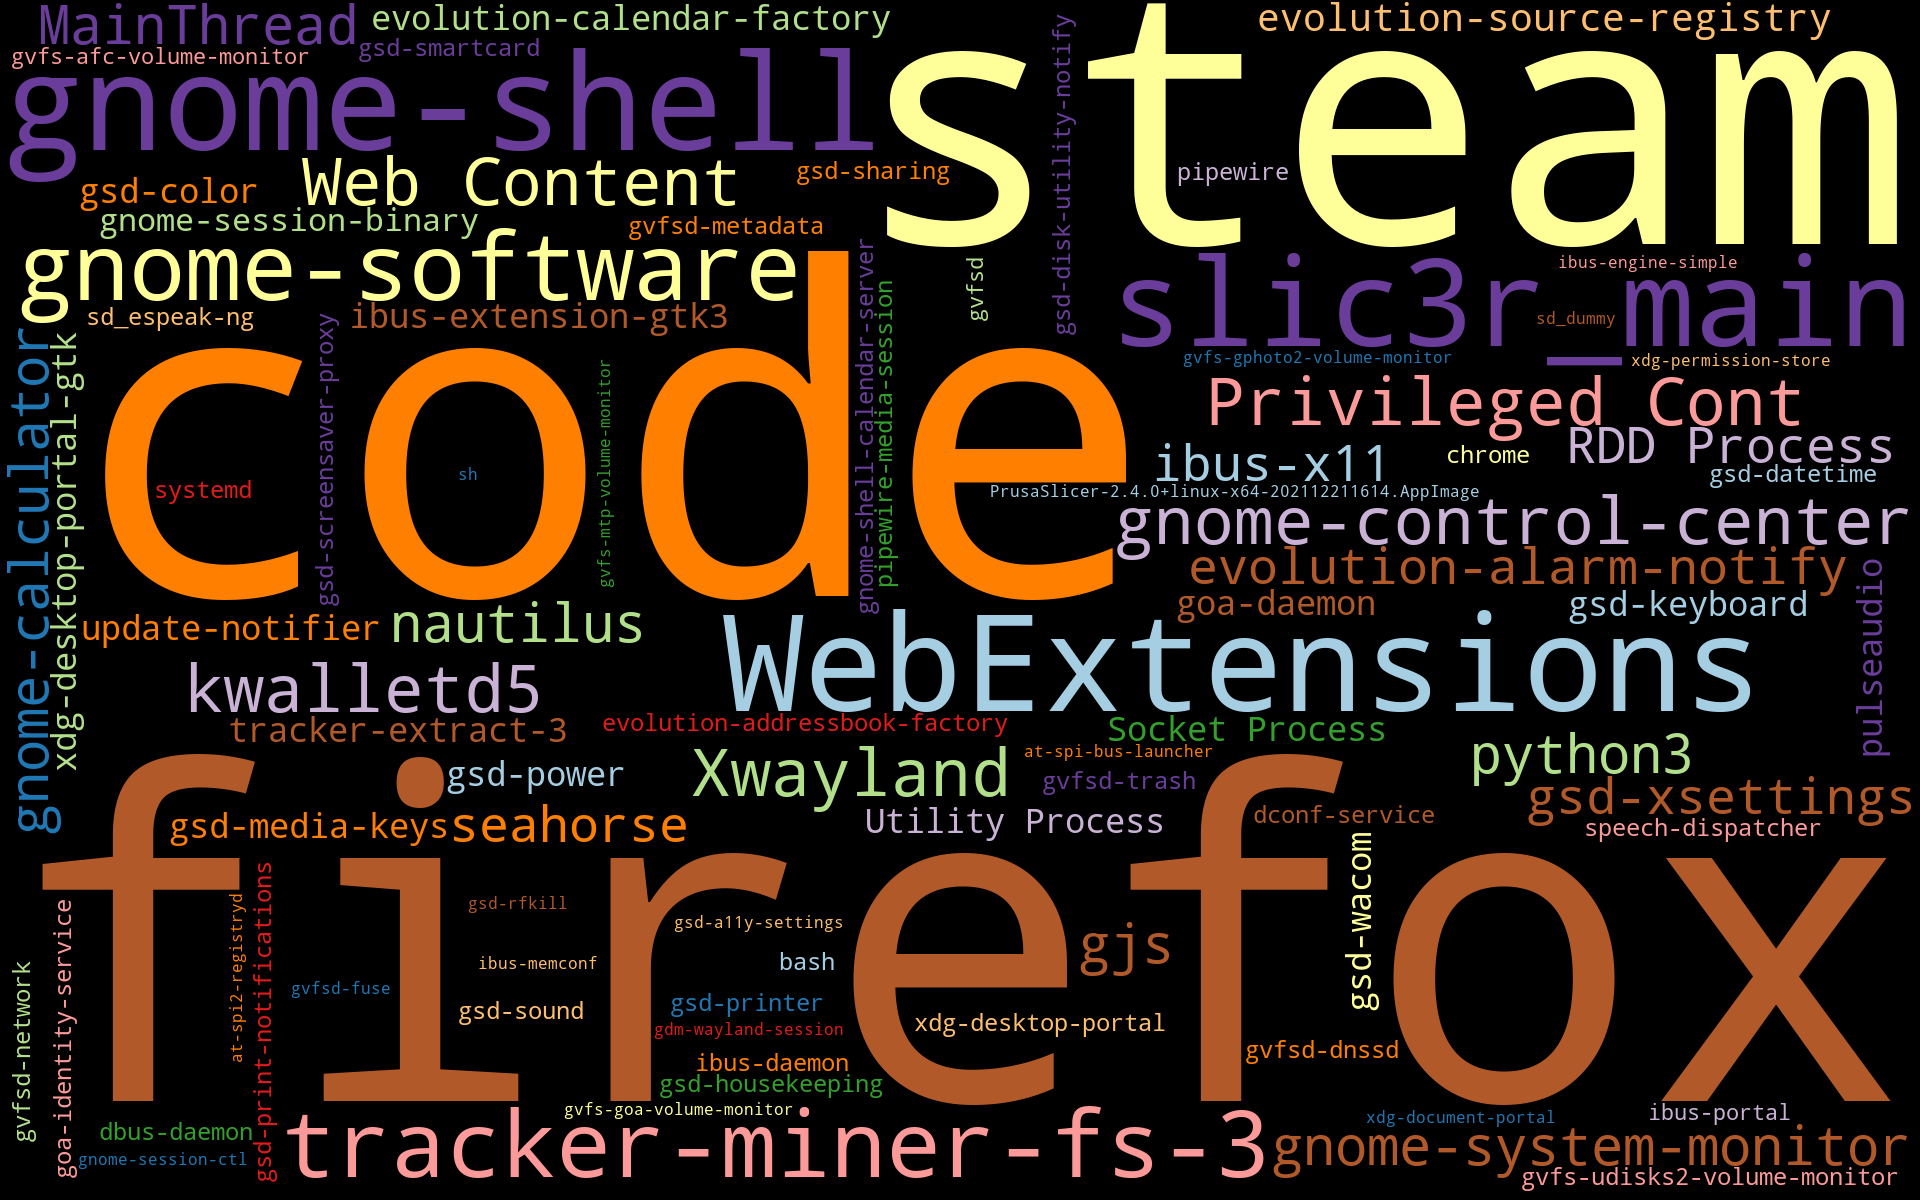 MainThread
evolution-calendar-factory
evolution-source-registry
gvfs-afc-volume-monitor
gsd-smartcard
gnome-shell
steam
gsd-disk-utility-notify
pipewire
gsd-color
Web Content
gsd-sharing
gnome-session-binary
gvfsd-metadata
gnome-software
gvfsd
slic3r_main
ibus-engine-simple
sd_espeak-ng
ibus-extension-gtk3
sd_dummy
gvfs-gphoto2-volume-monitor
xdg-permission-store
gnome-calculator
xdg-desktop-portal-gtk
gsd-screensaver-proxy
code
gvfs-mtp-volume-monitor
gnome-shell-calendar-server
pipewire-media-session
Privileged Cont
RDD Process
ibus-x11
chrome
gsd-datetime
systemd
sh
PrusaSlicer-2.4.0+linux-x64-202112211614.AppImage
gnome-control-center
evolution-alarm-notify
goa-daemon
gsd-keyboard
pulseaudio
update-notifier
nautilus
WebExtensions
kwalletd5
tracker-extract-3
evolution-addressbook-factory
Socket Process
at-spi-bus-launcher
python3
gsd-power
Xwayland
gvfsd-trash
gsd-xsettings
gsd-media-keys
seahorse
Utility Process
dconf-service
speech-dispatcher
firefox
gsd-wacom
gvfsd-network
goa-identity-service
at-spi2-registryd
gsd-print-notifications
gsd-rfkill
gsd-a11y-settings
gjs
ibus-memconf
bash
gvfsd-fuse
gsd-sound
gsd-printer
xdg-desktop-portal
gdm-wayland-session
ibus-daemon
gvfsd-dnssd
gsd-housekeeping
gvfs-goa-volume-monitor
xdg-document-portal
ibus-portal
dbus-daemon
tracker-miner-fs-3
gnome-system-monitor
gnome-session-ctl
gvfs-udisks2-volume-monitor